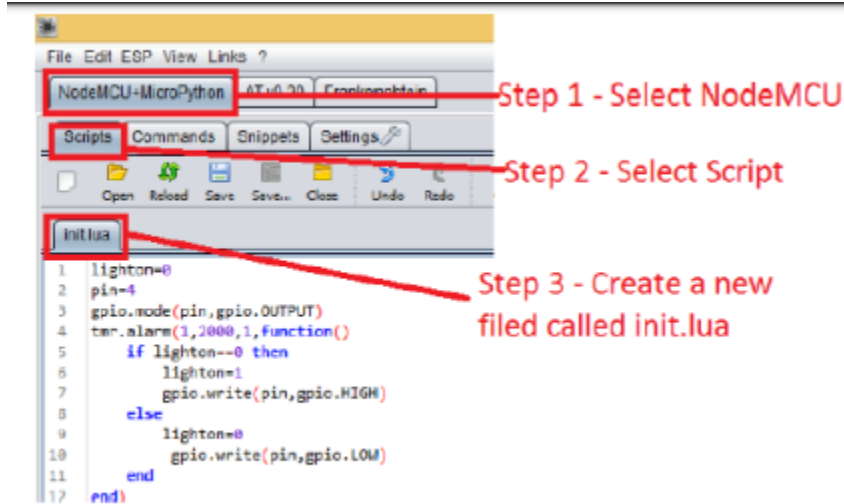 File Edit ESP View Links ?
NodeMCU+MicroPython AT v0.20 Frankenshtein
Step 1 - Select NodeMCU
Scripts Commands Snippets Settings
Step 2 - Select Script
Open Reload Save Save... Close Undo Redo
init.lua
Step 3 - Create a new
filed called init.lua
1 lighton=0
2 pin=4
3 gpio.mode(pin,gpio.OUTPUT)
4 tmr.alarm(1,2000,1,function()
5 if lighton==0 then
6 lighton=1
7 gpio.write(pin,gpio.HIGH)
8 else
9 lighton=0
10 gpio.write(pin,gpio.LOW)
11 end
12 end)